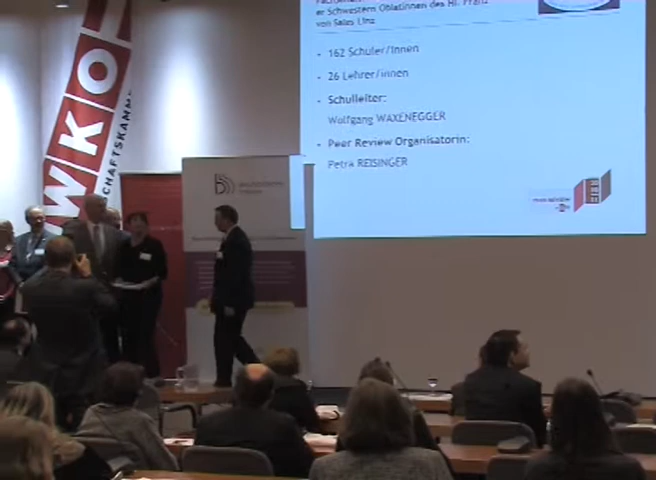 er Schwestern Oblatinnen des Hl. Franz
von Sales Linz
162 Schüler/innen
26 Lehrer/innen
Schulleiter:
Wolfgang WAXENEGGER
Peer Review Organisatorin:
Petra REISINGER
WKO
CHAFTSKAMM